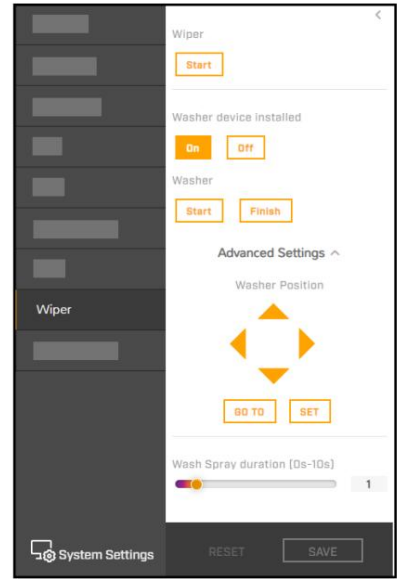 Wiper
Start
Washer device installed
On Off
Washer
Start Finish
Advanced Settings
Washer Position
GO TO SET
Wash Spray duration [0s-10s]
1
Wiper
System Settings
RESET SAVE